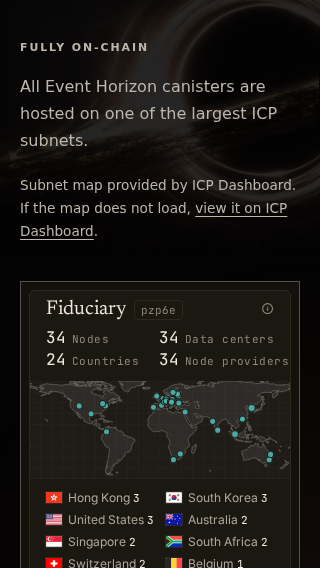 FULLY ON-CHAIN
All Event Horizon canisters are
hosted on one of the largest ICP
subnets.
Subnet map provided by ICP Dashboard.
If the map does not load, view it on ICP
Dashboard.
Fiduciary pzp6e
34 Nodes 34 Data centers
24 Countries 34 Node providers
Hong Kong 3 South Korea 3
United States 3 Australia 2
Singapore 2 South Africa 2
Switzerland 2 Belgium 1